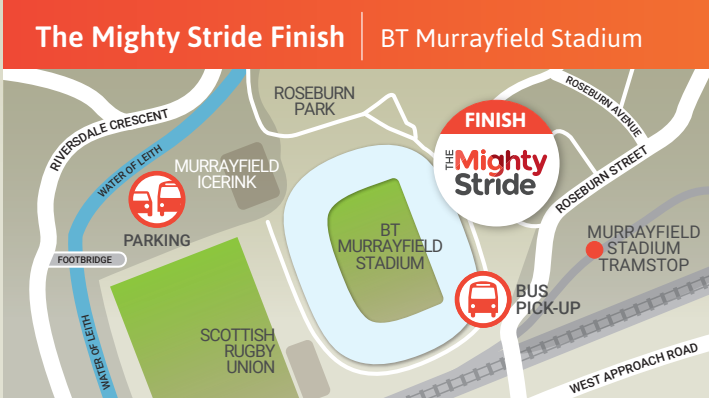 The Mighty Stride Finish | BT Murrayfield Stadium
ROSEBURN
PARK
ROSEBURN AVENUE
FINISH
THE Mighty
Stride
RIVERSDALE CRESCENT
WATER OF LEITH
MURRAYFIELD
ICERINK
ROSEBURN STREET
PARKING
BT
MURRAYFIELD
STADIUM
MURRAYFIELD
STADIUM
TRAMSTOP
FOOTBRIDGE
BUS
PICK-UP
WATER OF LEITH
SCOTTISH
RUGBY
UNION
WEST APPROACH ROAD